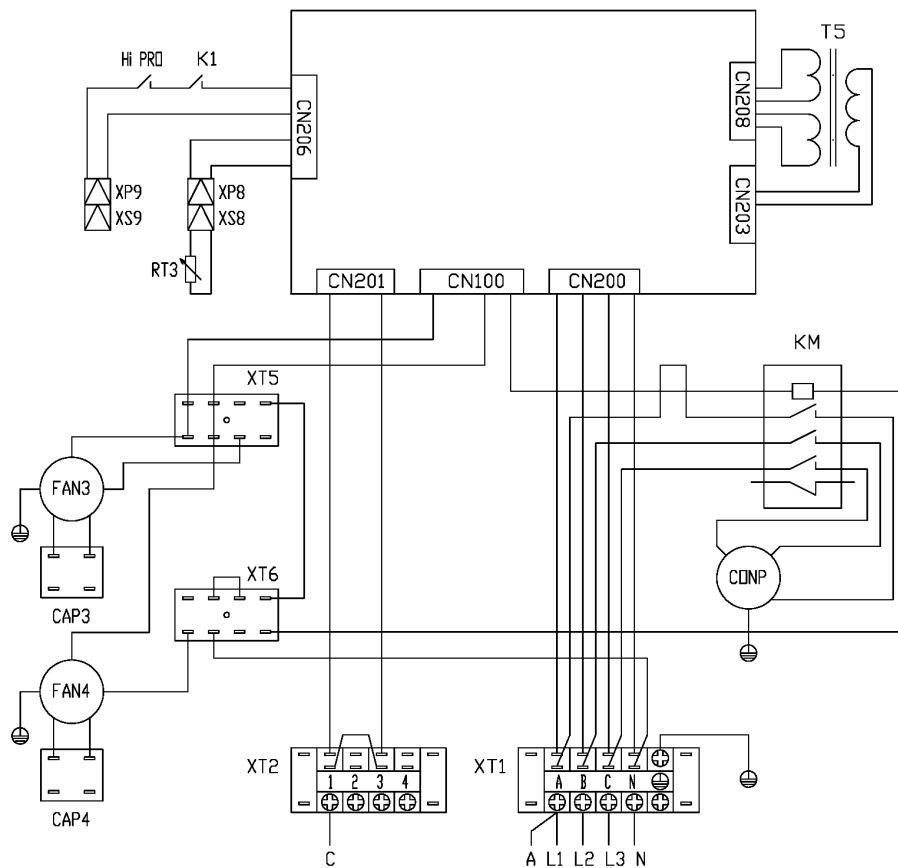 T5
Hi PRO
K1
CN206
CN208
XP9
XP8
XS9
XS8
CN203
RT3
CN201
CN100
CN200
KM
XT5
FAN3
XT6
CONP
CAP3
FAN4
XT2
XT1
1 2 3 4
A B C N
CAP4
C
A L1 L2 L3 N